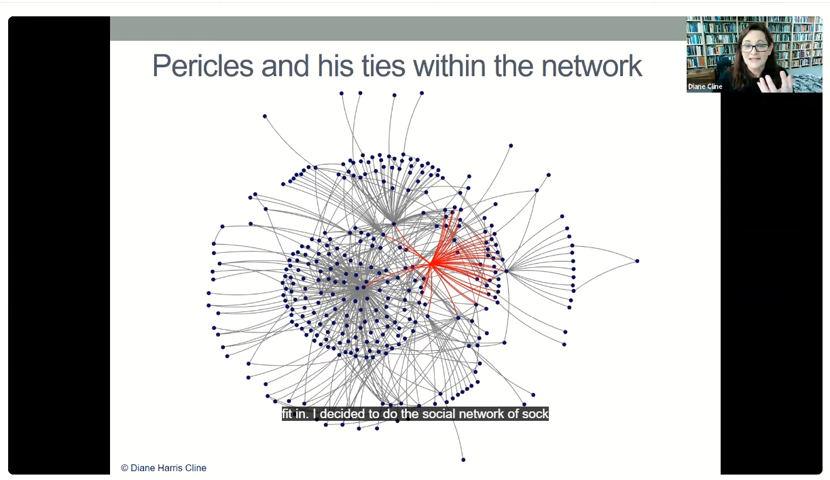 Pericles and his ties within the network
Diane Cline
fit in. I decided to do the social network of sock
© Diane Harris Cline